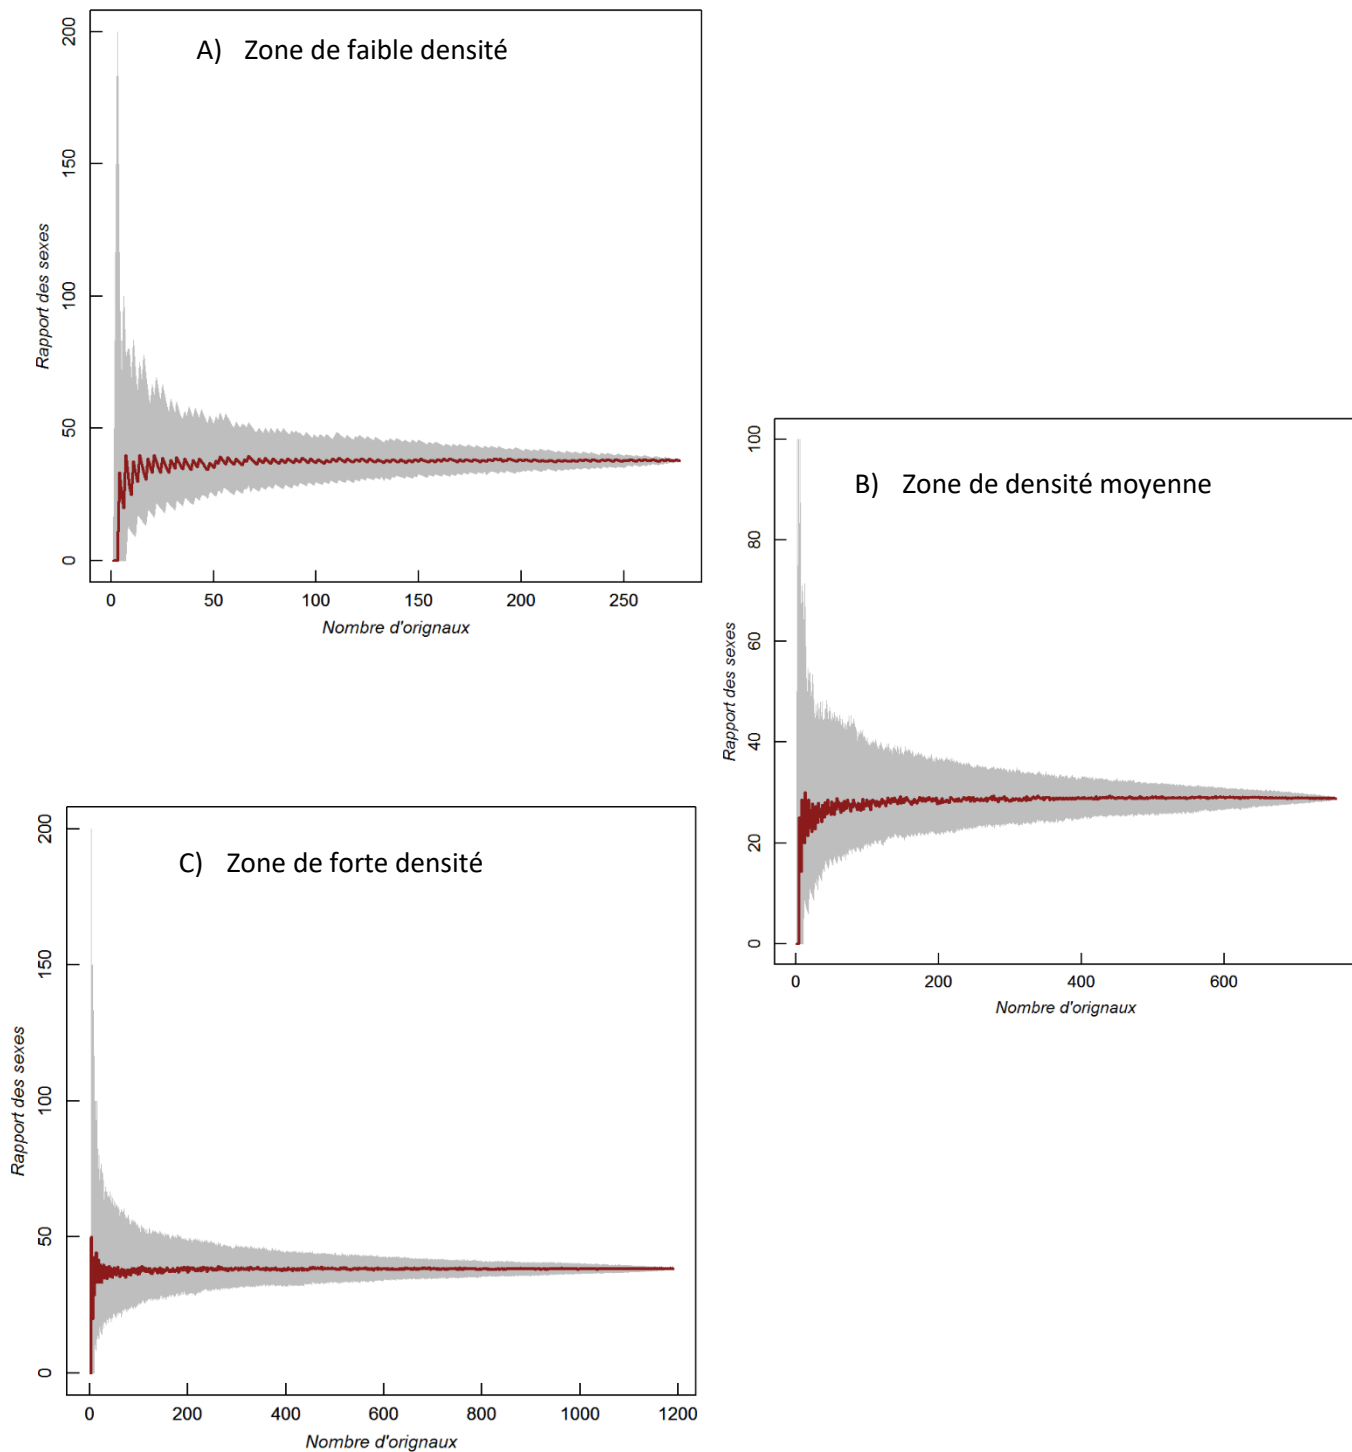 A) Zone de faible densité
200
150
100
50
0
Rapport des sexes
0 50 100 150 200 250
Nombre d'orignaux
B) Zone de densité moyenne
100
80
60
40
20
0
Rapport des sexes
0 200 400 600
Nombre d'orignaux
C) Zone de forte densité
200
150
100
50
0
Rapport des sexes
0 200 400 600 800 1000 1200
Nombre d'orignaux